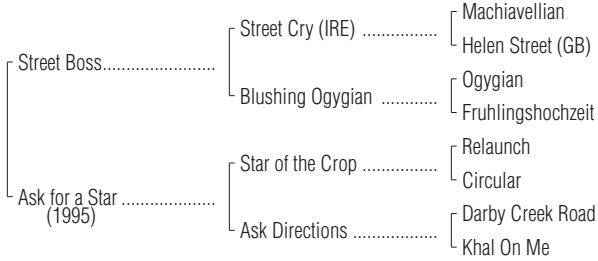 Machiavellian
Street Cry (IRE) ................
Helen Street (GB)
Street Boss........................
Ogygian
Blushing Ogygian ............
Fruhlingshochzeit
Relaunch
Star of the Crop ................
Circular
Ask for a Star ....................
(1995)
Darby Creek Road
Ask Directions ..................
Khal On Me